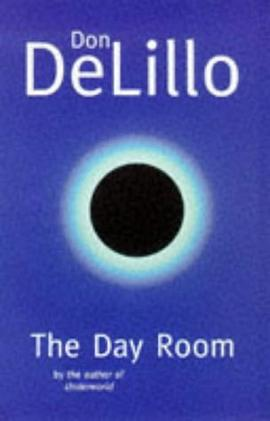 Don
DeLillo
The Day Room
by the author of
Underworld